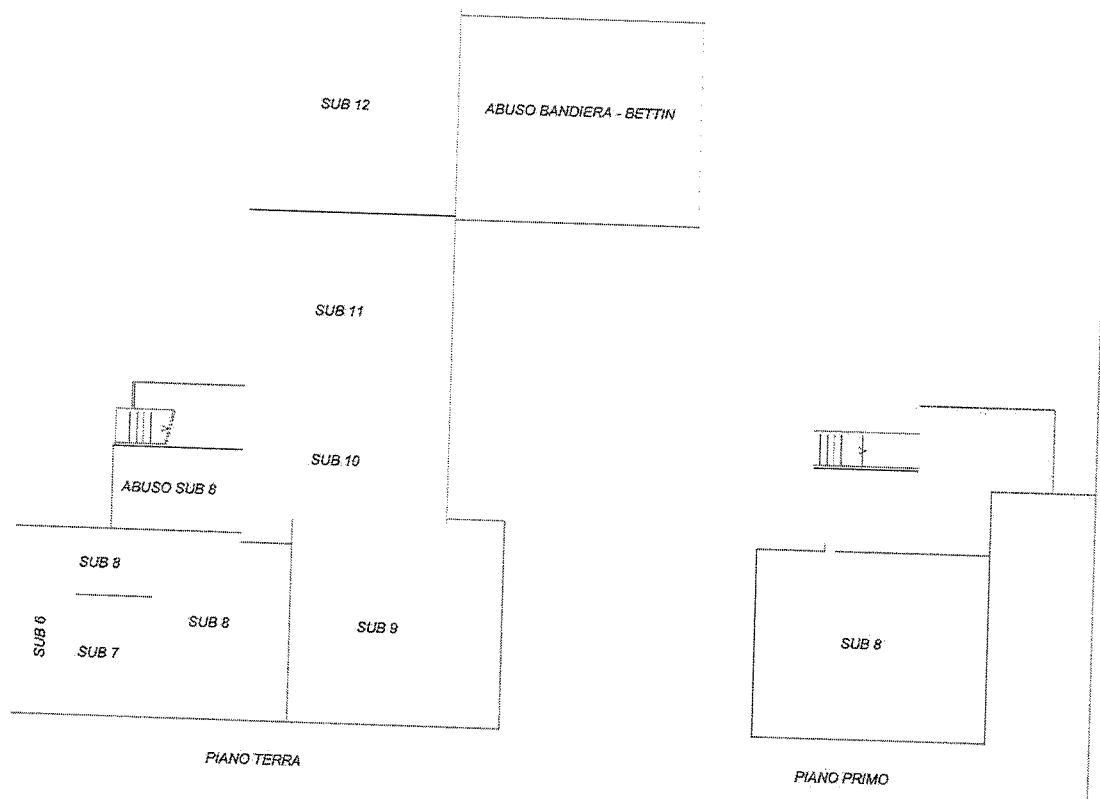 SUB 12
ABUSO BANDIERA - BETTIN
SUB 11
SUB 10
ABUSO SUB 8
SUB 8
SUB 8
SUB 9
SUB 6
SUB 7
PIANO TERRA
SUB 8
PIANO PRIMO